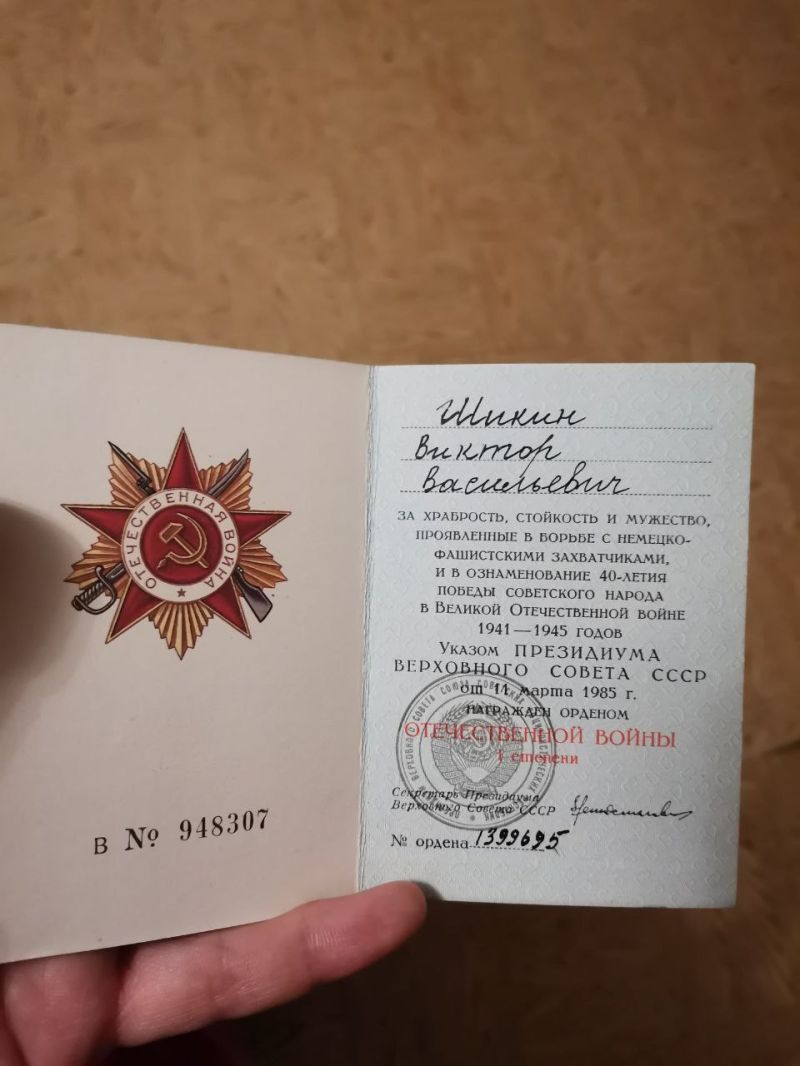 ОТЕЧЕСТВЕННАЯ ВОЙНА
В № 948307
Шикин
Виктор
Васильевич
ЗА ХРАБРОСТЬ, СТОЙКОСТЬ И МУЖЕСТВО,
ПРОЯВЛЕННЫЕ В БОРЬБЕ С НЕМЕЦКО-
ФАШИСТСКИМИ ЗАХВАТЧИКАМИ,
И В ОЗНАМЕНОВАНИЕ 40-ЛЕТИЯ
ПОБЕДЫ СОВЕТСКОГО НАРОДА
В ВЕЛИКОЙ ОТЕЧЕСТВЕННОЙ ВОЙНЕ
1941—1945 ГОДОВ
УКАЗОМ ПРЕЗИДИУМА
ВЕРХОВНОГО СОВЕТА СССР
от 11 марта 1985 г.
НАГРАЖДЕН ОРДЕНОМ
ОТЕЧЕСТВЕННОЙ ВОЙНЫ
I степени
Секретарь Президиума
Верховного Совета СССР
№ ордена 1399695